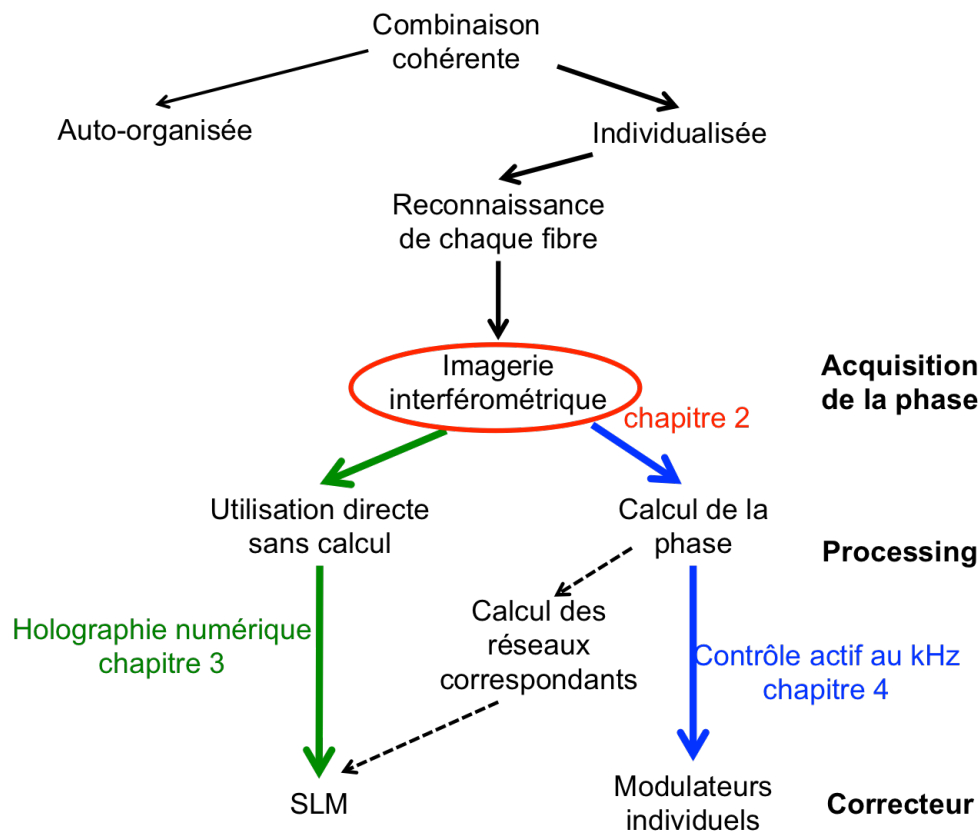 Combinaison
cohérente
Auto-organisée
Individualisée
Reconnaissance
de chaque fibre
Imagerie
interférométrique
chapitre 2
Acquisition
de la phase
Utilisation directe
sans calcul
Calcul de la
phase
Processing
Holographie numérique
chapitre 3
Calcul des
réseaux
correspondants
Contrôle actif au kHz
chapitre 4
SLM
Modulateurs
individuels
Correcteur